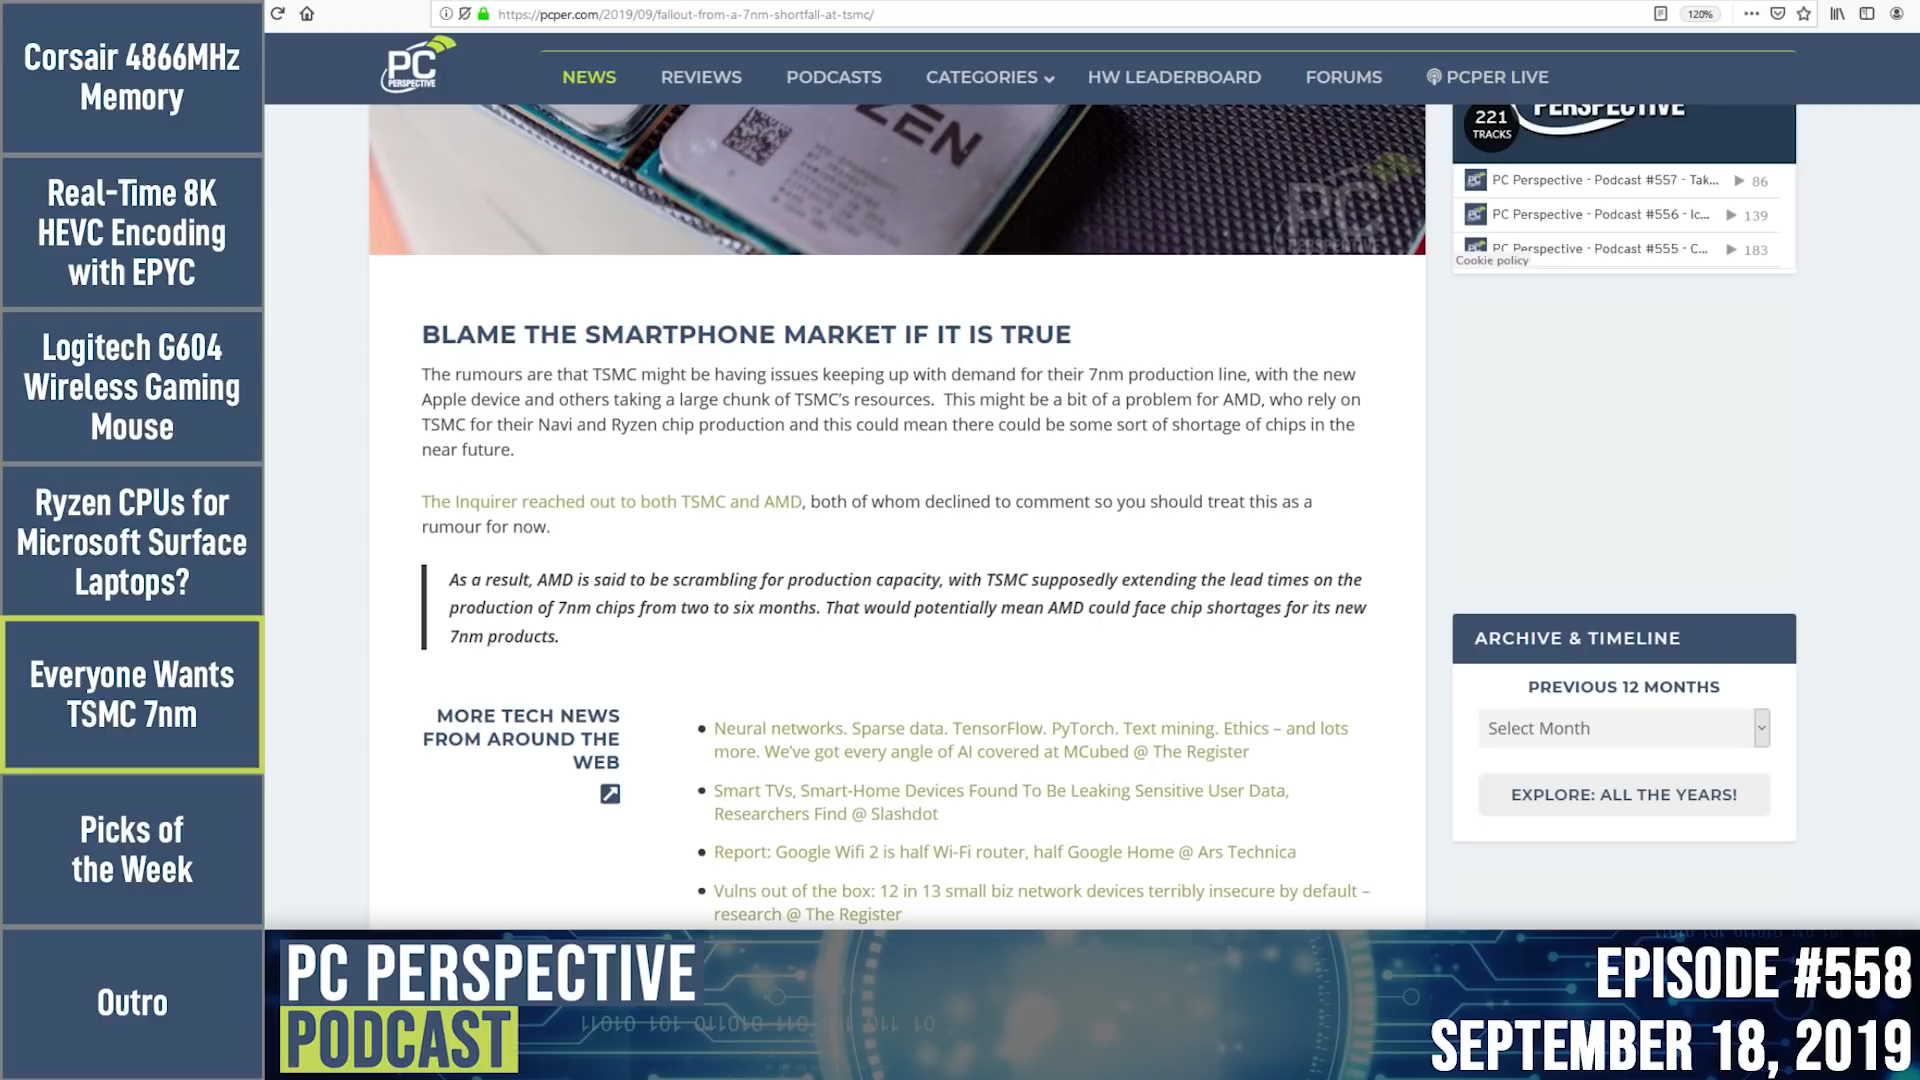 Corsair 4866MHz
Memory
Real-Time 8K
HEVC Encoding
with EPYC
Logitech G604
Wireless Gaming
Mouse
Ryzen CPUs for
Microsoft Surface
Laptops?
Everyone Wants
TSMC 7nm
Picks of
the Week
Outro
https://pcper.com/2019/09/fallout-from-a-7nm-shortfall-at-tsmc/
120%
PC
PERSPECTIVE
NEWS
REVIEWS
PODCASTS
CATEGORIES
HW LEADERBOARD
FORUMS
PCPER LIVE
ZEN
PC
PERSPECTIVE
221
TRACKS
PERSPECTIVE
PC Perspective - Podcast #557 - Tak... 86
PC Perspective - Podcast #556 - Ic... 139
PC Perspective - Podcast #555 - C... 183
Cookie policy
BLAME THE SMARTPHONE MARKET IF IT IS TRUE
The rumours are that TSMC might be having issues keeping up with demand for their 7nm production line, with the new
Apple device and others taking a large chunk of TSMC's resources. This might be a bit of a problem for AMD, who rely on
TSMC for their Navi and Ryzen chip production and this could mean there could be some sort of shortage of chips in the
near future.
The Inquirer reached out to both TSMC and AMD, both of whom declined to comment so you should treat this as a
rumour for now.
As a result, AMD is said to be scrambling for production capacity, with TSMC supposedly extending the lead times on the
production of 7nm chips from two to six months. That would potentially mean AMD could face chip shortages for its new
7nm products.
MORE TECH NEWS
FROM AROUND THE
WEB
Neural networks. Sparse data. TensorFlow. PyTorch. Text mining. Ethics – and lots
more. We've got every angle of AI covered at MCubed @ The Register
Smart TVs, Smart-Home Devices Found To Be Leaking Sensitive User Data,
Researchers Find @ Slashdot
Report: Google Wifi 2 is half Wi-Fi router, half Google Home @ Ars Technica
Vulns out of the box: 12 in 13 small biz network devices terribly insecure by default –
research @ The Register
ARCHIVE & TIMELINE
PREVIOUS 12 MONTHS
Select Month
EXPLORE: ALL THE YEARS!
PC PERSPECTIVE
PODCAST
EPISODE #558
SEPTEMBER 18, 2019